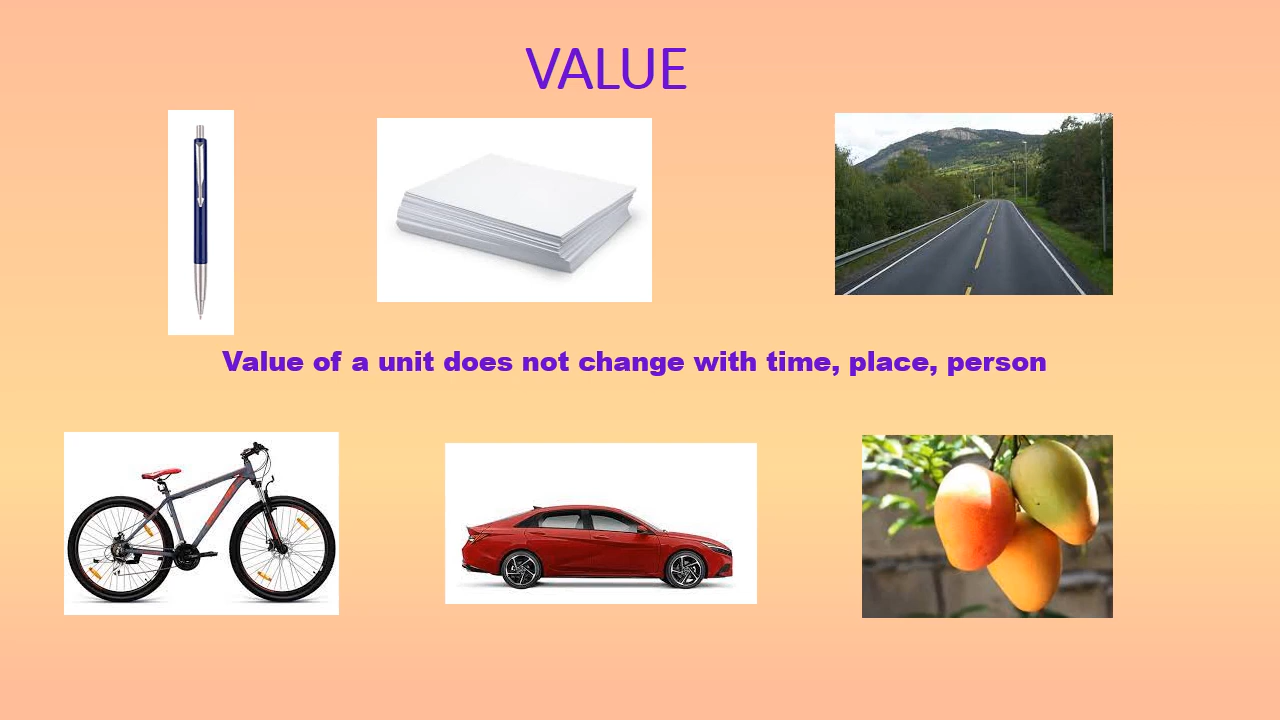 VALUE
Value of a unit does not change with time, place, person